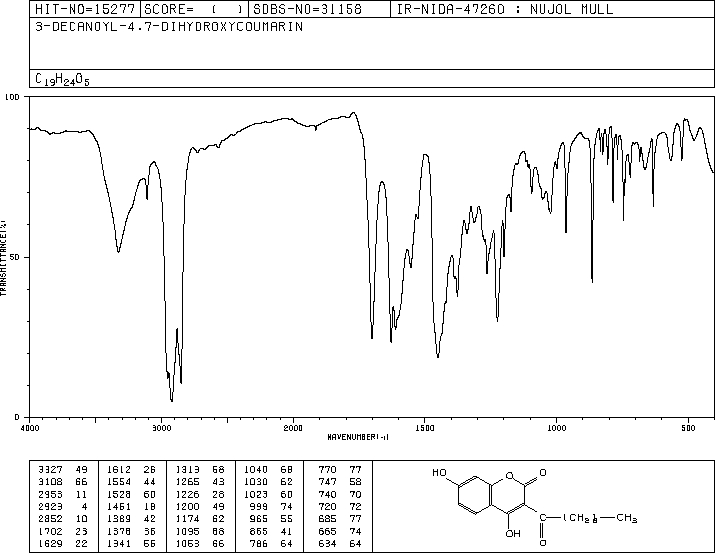 HIT-NO=15277 SCORE= ( ) SDBS-NO=31158 IR-NIDA-47260 : NUJOL MULL
3-DECANOYL-4,7-DIHYDROXYCOUMARIN
C19H24O5
100
50
0
TRANSMITTANCE(%)
4000 3000 2000 1500 1000 500
WAVENUMBER(-1)
3327 49 1612 26 1313 58 1040 68 770 77
3108 66 1554 44 1265 43 1030 62 747 58
2953 11 1528 60 1226 28 1023 60 740 70
2923 4 1451 18 1200 49 999 74 720 72
2852 10 1389 42 1174 62 965 55 685 77
1702 23 1378 36 1095 68 865 41 665 74
1629 22 1341 55 1053 66 786 64 634 64
HO O O
C (CH2)8 CH3
OH O